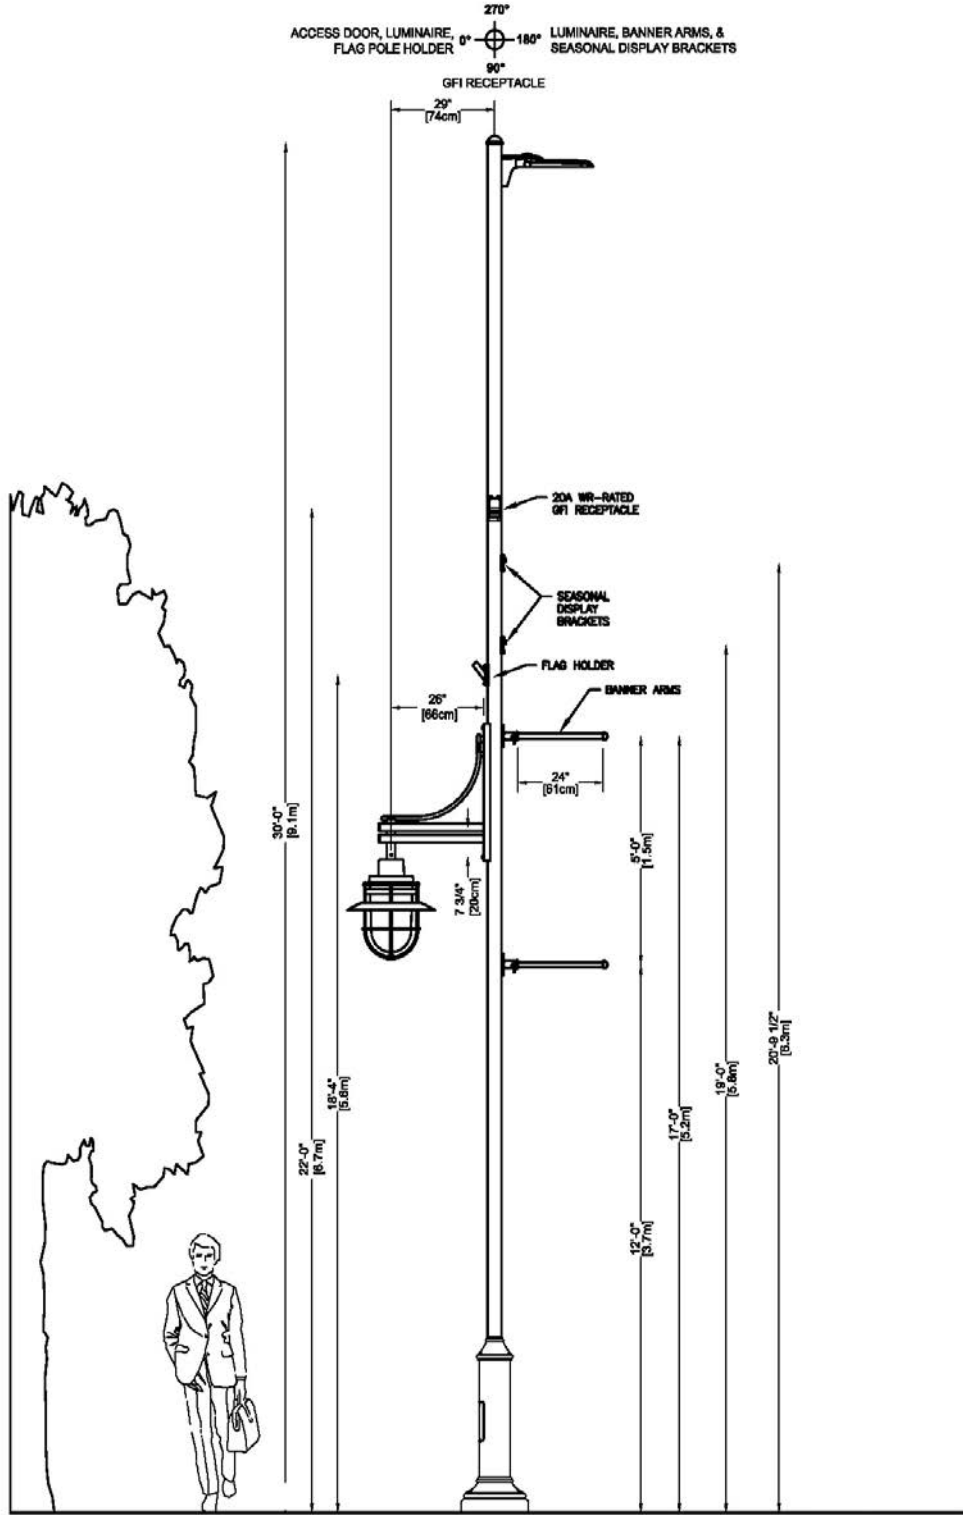 270°
ACCESS DOOR, LUMINAIRE,
FLAG POLE HOLDER
0°
180°
LUMINAIRE, BANNER ARMS, &
SEASONAL DISPLAY BRACKETS
90°
GFI RECEPTACLE
29"
[74cm]
20A WR-RATED
GFI RECEPTACLE
SEASONAL
DISPLAY
BRACKETS
FLAG HOLDER
BANNER ARMS
26"
[66cm]
24"
[61cm]
30'-0"
[9.1m]
5'-0"
[1.5m]
7 3/4"
[20cm]
20'-9 1/2"
[6.3m]
18'-4"
[5.6m]
19'-0"
[5.8m]
22'-0"
[6.7m]
17'-0"
[5.2m]
12'-0"
[3.7m]